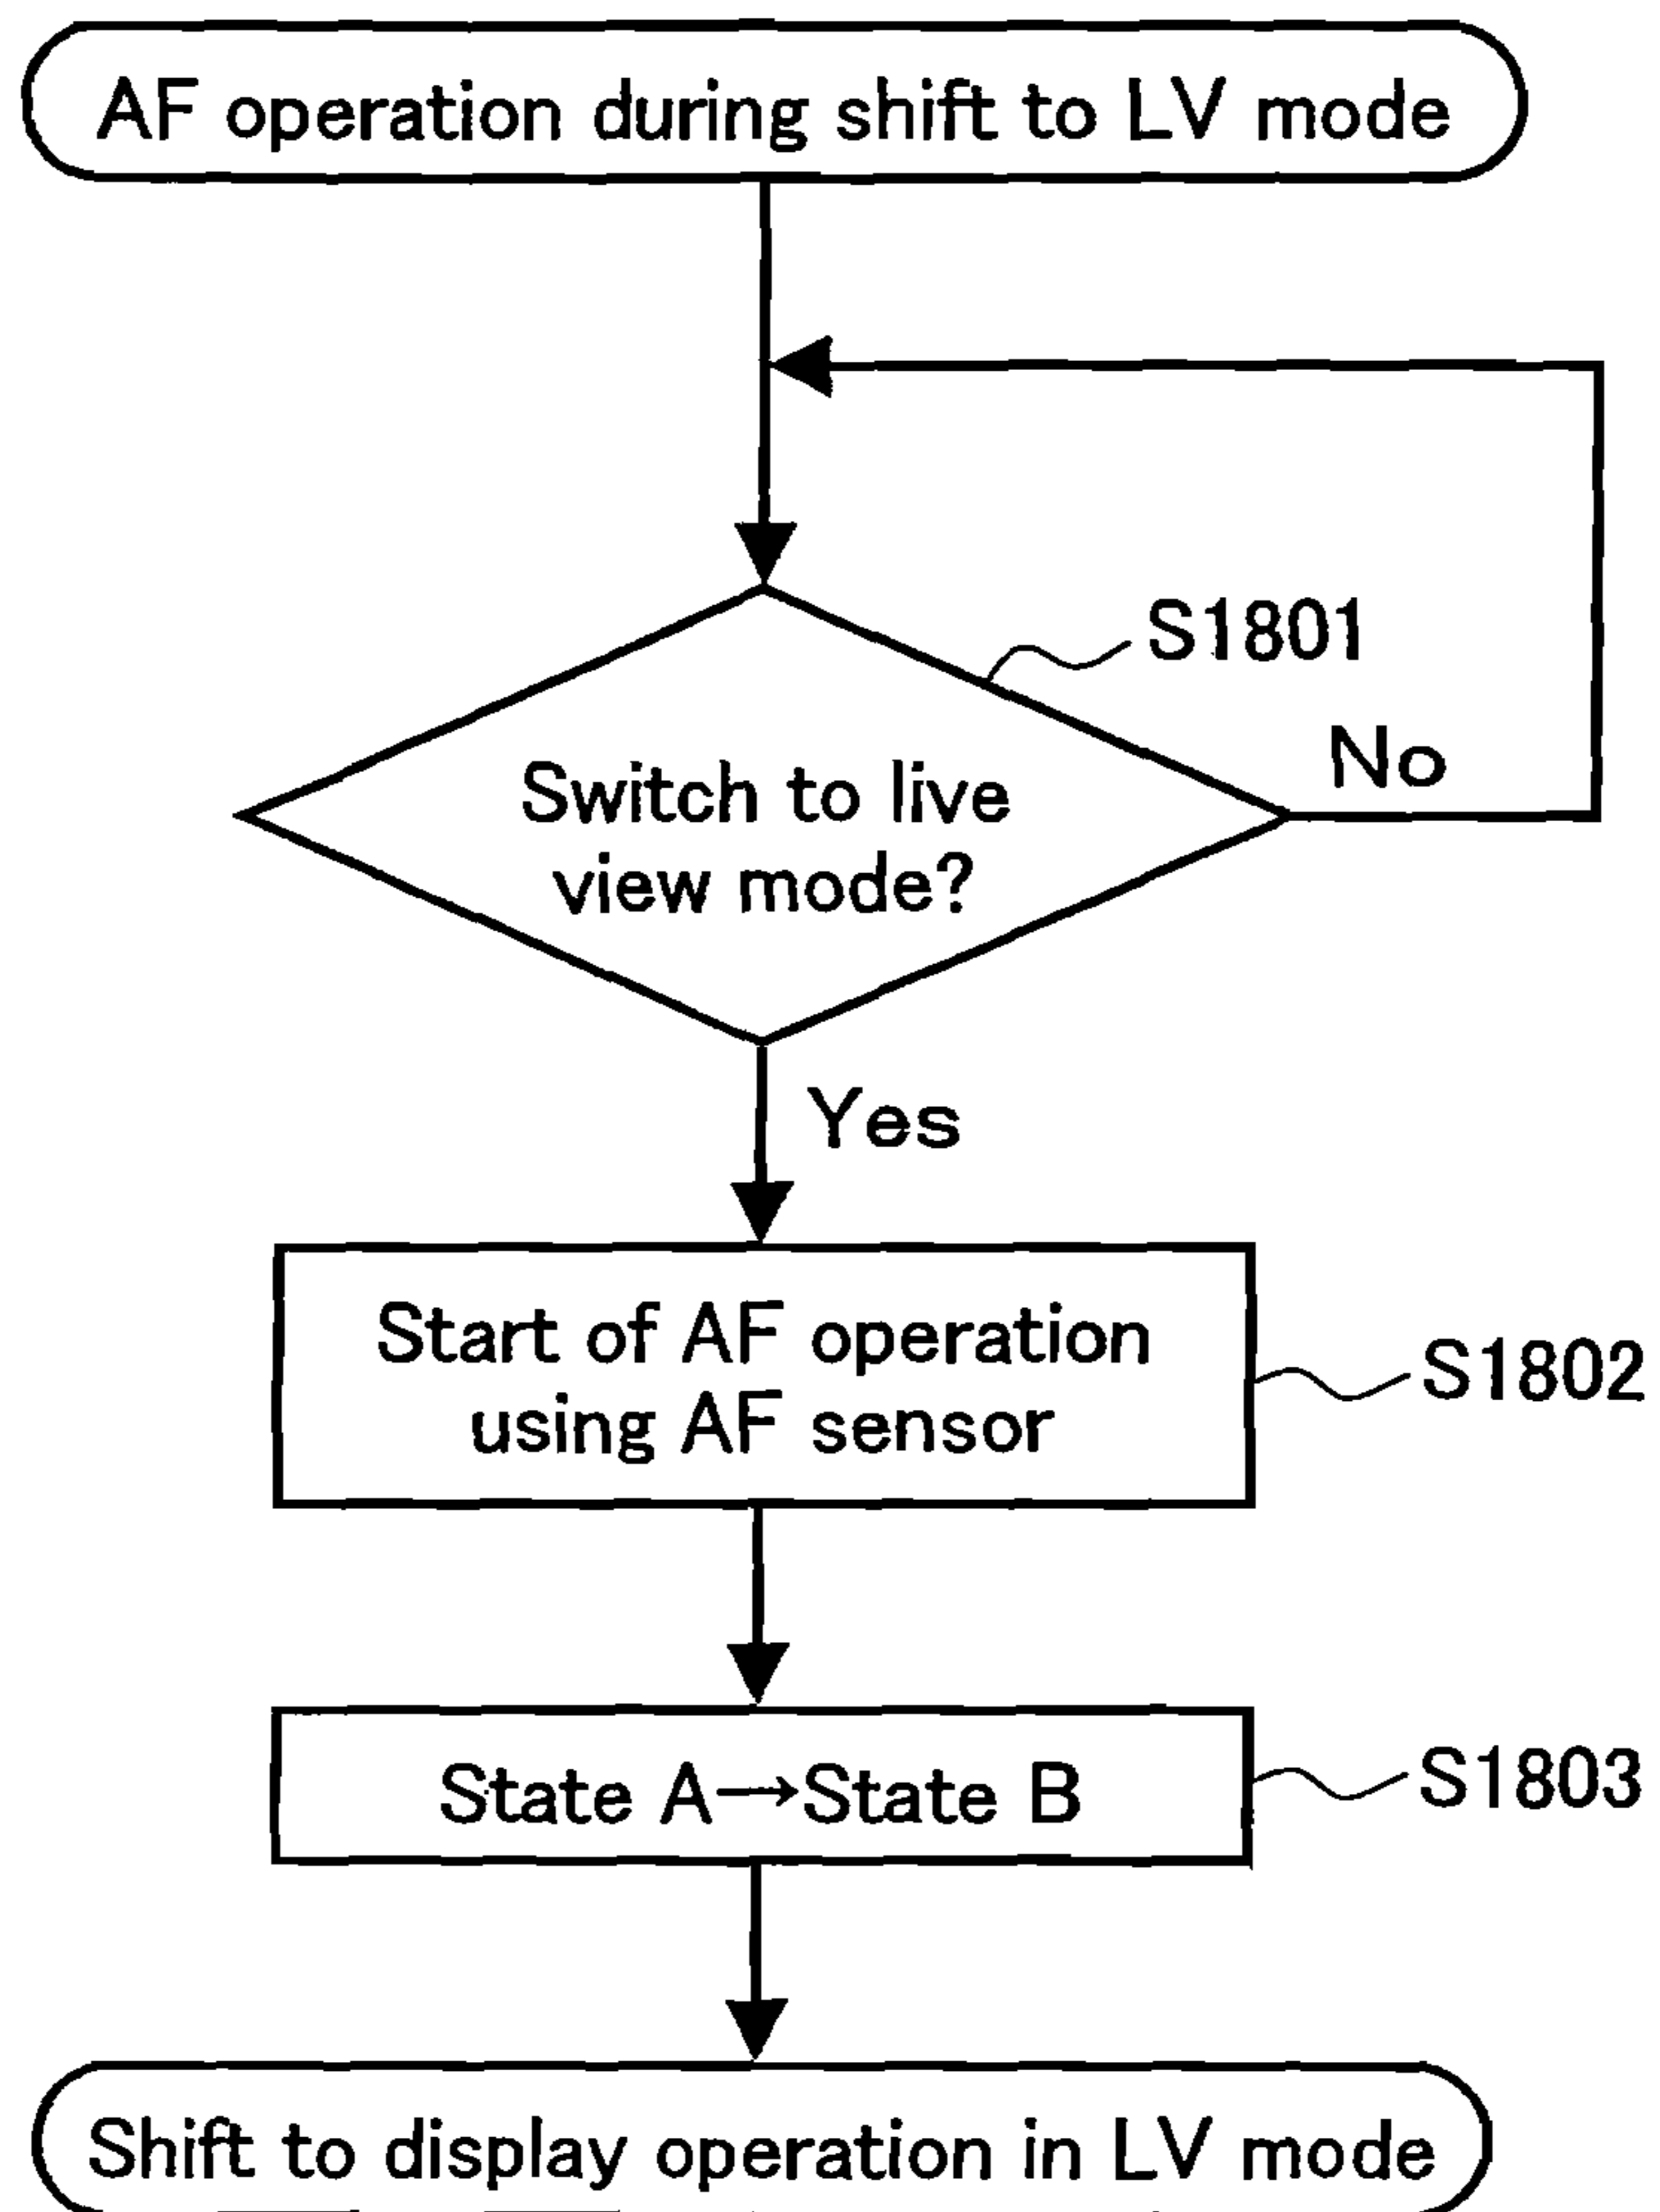 AF operation during shift to LV mode
S1801
No
Switch to live
view mode?
Yes
Start of AF operation
using AF sensor
S1802
State A→State B
S1803
Shift to display operation in LV mode